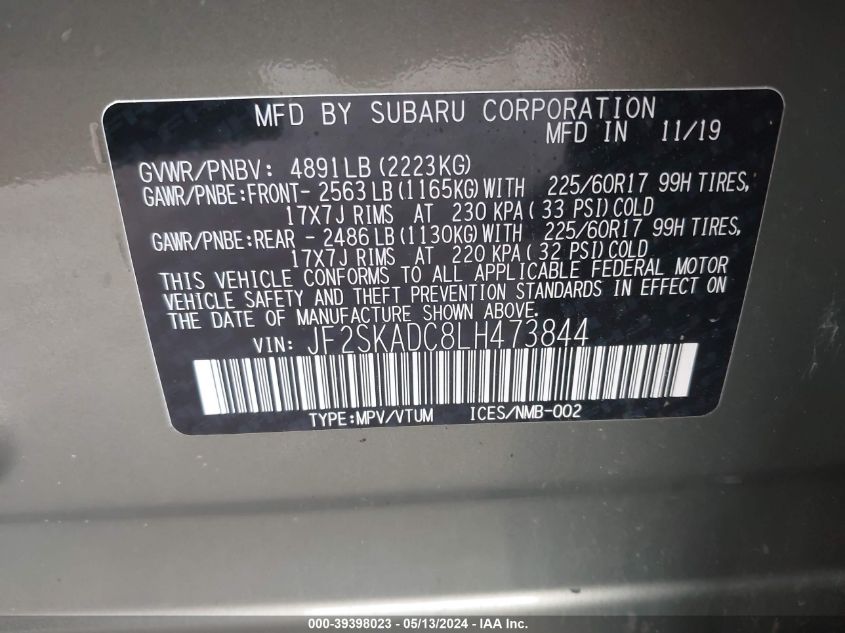 MFD BY SUBARU CORPORATION
MFD IN 11/19
GVWR/PNBV: 4891LB (2223KG)
GAWR/PNBE:FRONT- 2563 LB (1165KG) WITH 225/60R17 99H TIRES,
17X7J RIMS AT 230 KPA ( 33 PSI) COLD
GAWR/PNBE:REAR - 2486 LB (1130KG) WITH 225/60R17 99H TIRES,
17X7J RIMS AT 220 KPA ( 32 PSI) COLD
THIS VEHICLE CONFORMS TO ALL APPLICABLE FEDERAL MOTOR
VEHICLE SAFETY AND THEFT PREVENTION STANDARDS IN EFFECT ON
THE DATE OF MANUFACTURE SHOWN ABOVE.
VIN: JF2SKADC8LH473844
TYPE:MPV/VTUM ICES/NMB-002
000-39398023 - 05/13/2024 - IAA Inc.